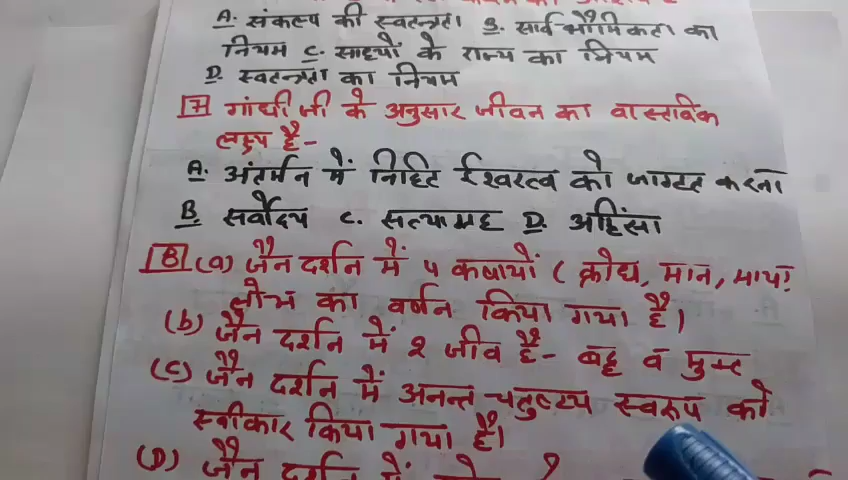 A. संकल्प की स्वतन्त्रता B. सार्वभौमिकता का
नियम C. साध्यों के राज्य का नियम
D. स्वतन्त्रता का नियम
7 गांधी जी के अनुसार जीवन का वास्तविक
लक्ष्य है-
A. अंतर्मन में निहित ईश्वरत्व को जाग्रत करना
B. सर्वोदय C. सत्याग्रह D. अहिंसा
8 (a) जैन दर्शन में 4 कषायों ( क्रोध, मान, माया,
लोभ का वर्णन किया गया है।
(b) जैन दर्शन में 2 जीव है- बद्ध व मुक्त
(C) जैन दर्शन में अनन्त चतुष्टय स्वरूप को
स्वीकार किया गया है।
(D) जैन दर्शन में